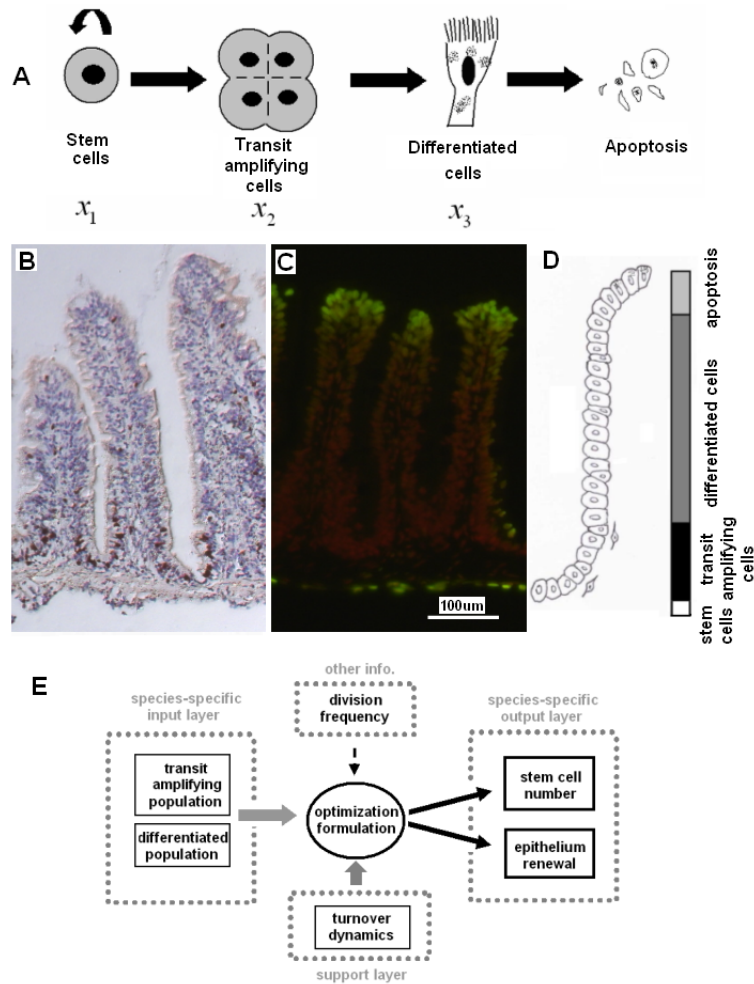 A
Stem
cells
Transit
amplifying
cells
Differentiated
cells
Apoptosis
x1
x2
x3
B
C
100um
D
apoptosis
differentiated cells
transit
amplifying
cells
stem
cells
E
species-specific
input layer
transit
amplifying
population
differentiated
population
other info.
division
frequency
optimization
formulation
turnover
dynamics
support layer
species-specific
output layer
stem cell
number
epithelium
renewal